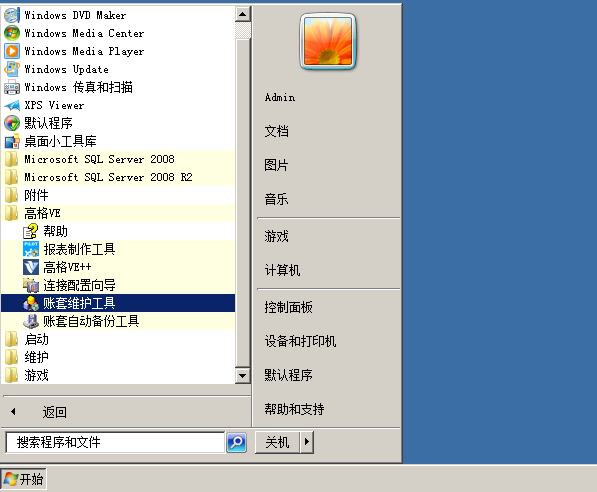 Windows DVD Maker
Windows Media Center
Windows Media Player
Windows Update
Windows 传真和扫描
XPS Viewer
默认程序
桌面小工具库
Microsoft SQL Server 2008
Microsoft SQL Server 2008 R2
附件
高格VE
帮助
报表制作工具
高格VE++
连接配置向导
账套维护工具
账套自动备份工具
启动
维护
游戏
返回
搜索程序和文件
Admin
文档
图片
音乐
游戏
计算机
控制面板
设备和打印机
默认程序
帮助和支持
关机
开始